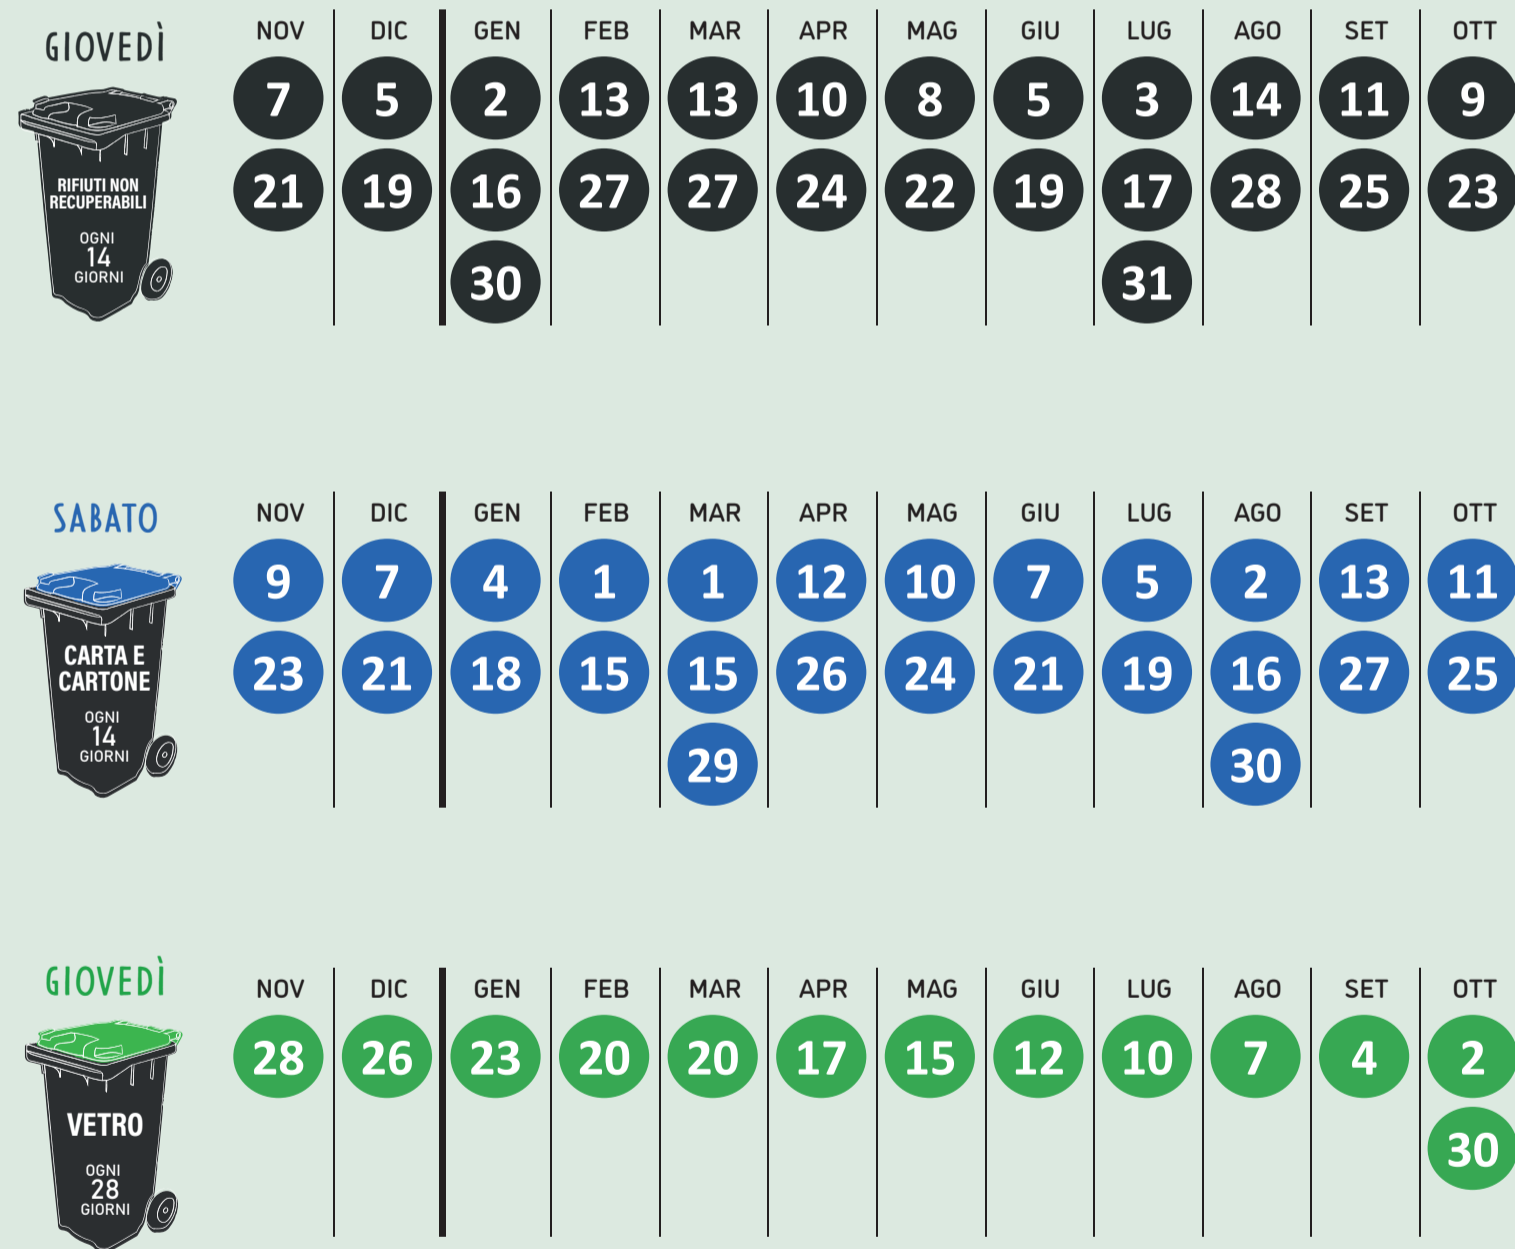 GIOVEDÌ
RIFIUTI NON
RECUPERABILI
OGNI
14
GIORNI
NOV DIC GEN FEB MAR APR MAG GIU LUG AGO SET OTT
7 5 2 13 13 10 8 5 3 14 11 9
21 19 16 27 27 24 22 19 17 28 25 23
30 31
SABATO
CARTA E
CARTONE
OGNI
14
GIORNI
NOV DIC GEN FEB MAR APR MAG GIU LUG AGO SET OTT
9 7 4 1 1 12 10 7 5 2 13 11
23 21 18 15 15 26 24 21 19 16 27 25
29 30
GIOVEDÌ
VETRO
OGNI
28
GIORNI
NOV DIC GEN FEB MAR APR MAG GIU LUG AGO SET OTT
28 26 23 20 20 17 15 12 10 7 4 2
30